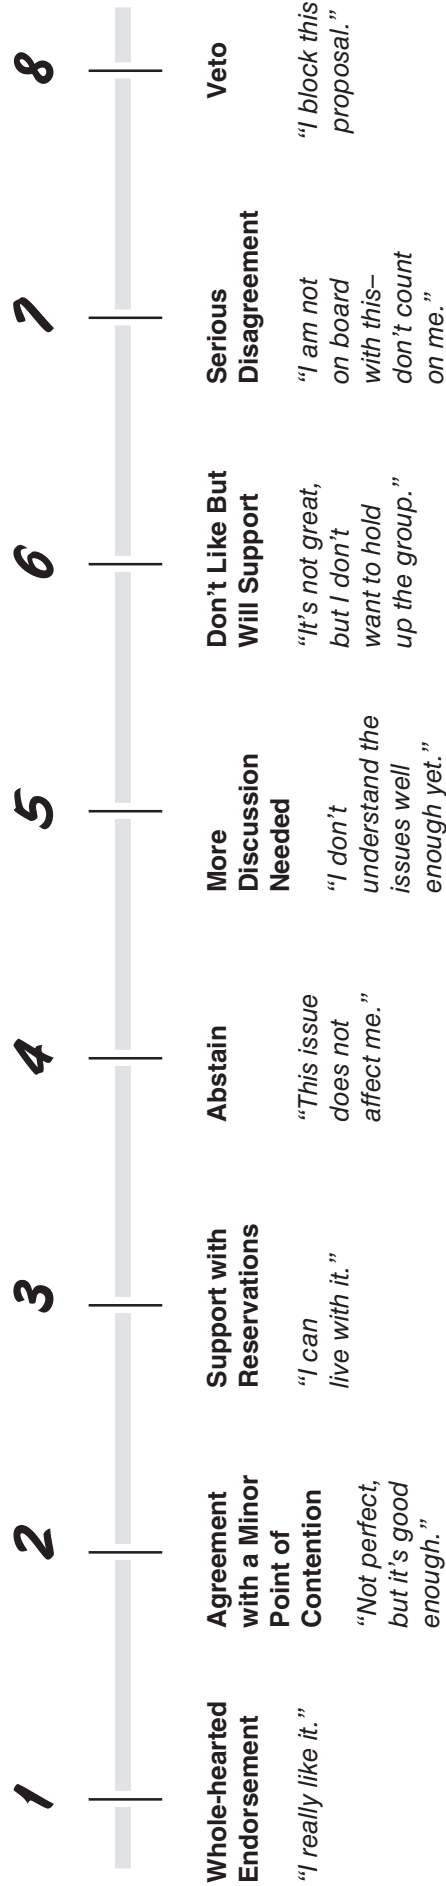 1
Whole-hearted
Endorsement
“I really like it.”
2
Agreement
with a Minor
Point of
Contention
“Not perfect,
but it’s good
enough.”
3
Support with
Reservations
“I can
live with it.”
4
Abstain
“This issue
does not
affect me.”
5
More
Discussion
Needed
“I don’t
understand the
issues well
enough yet.”
6
Don’t Like But
Will Support
“It’s not great,
but I don’t
want to hold
up the group.”
7
Serious
Disagreement
“I am not
on board
with this–
don’t count
on me.”
8
Veto
“I block this
proposal.”